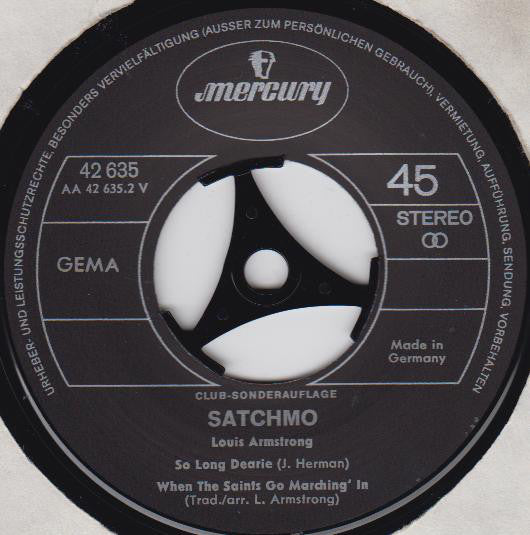 URHEBER- UND LEISTUNGSSCHUTZRECHTE, BESONDERS VERVIELFÄLTIGUNG (AUSSER ZUM PERSÖNLICHEN GEBRAUCH), VERMIETUNG, AUFFÜHRUNG, SENDUNG, VORBEHALTEN
mercury
42 635
AA 42 635.2 V
45
STEREO
GEMA
Made in
Germany
CLUB-SONDERAUFLAGE
SATCHMO
Louis Armstrong
So Long Dearie (J. Herman)
When The Saints Go Marching' In
(Trad./arr. L. Armstrong)